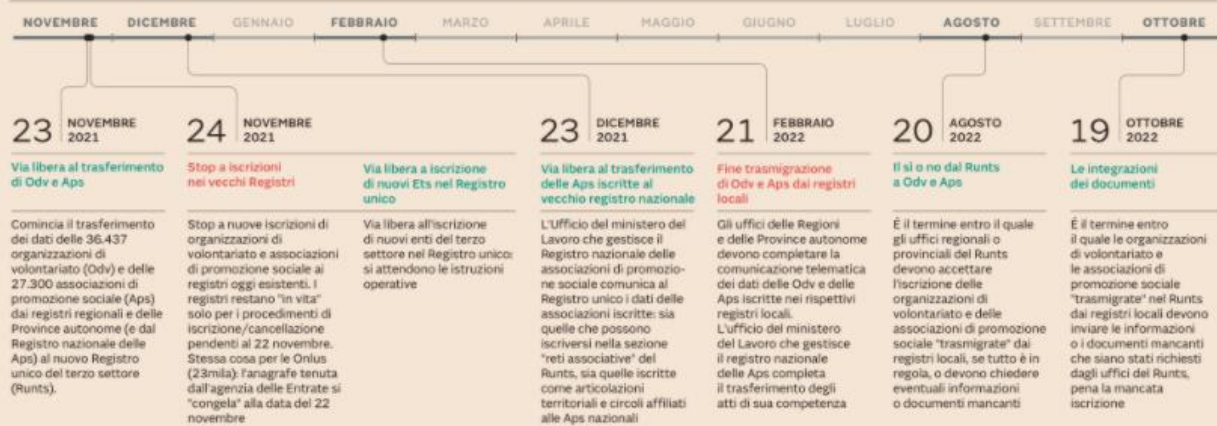 NOVEMBRE DICEMBRE GENNAIO FEBBRAIO MARZO APRILE MAGGIO GIUGNO LUGLIO AGOSTO SETTEMBRE OTTOBRE
23 NOVEMBRE
2021
Via libera al trasferimento
di Odv e Aps
Comincia il trasferimento
dei dati delle 36.437
organizzazioni di
volontariato (Odv) e delle
27.300 associazioni di
promozione sociale (Aps)
dai registri regionali e delle
Province autonome (e dal
Registro nazionale delle
Aps) al nuovo Registro
unico del terzo settore
(Runts).
24 NOVEMBRE
2021
Stop a iscrizioni
nei vecchi Registri
Stop a nuove iscrizioni di
organizzazioni di
volontariato e associazioni
di promozione sociale ai
registri oggi esistenti. I
registri restano "in vita"
solo per i procedimenti di
iscrizione/cancellazione
pendenti al 22 novembre.
Stessa cosa per le Onlus
(23mila): l'anagrafe tenuta
dall'agenzia delle Entrate si
"congela" alla data del 22
novembre
Via libera a iscrizione
di nuovi Ets nel Registro
unico
Via libera all'iscrizione
di nuovi enti del terzo
settore nel Registro unico:
si attendono le istruzioni
operative
23 DICEMBRE
2021
Via libera al trasferimento
delle Aps iscritte al
vecchio registro nazionale
L'Ufficio del ministero del
Lavoro che gestisce il
Registro nazionale delle
associazioni di promozio-
ne sociale comunica al
Registro unico i dati delle
associazioni iscritte: sia
quelle che possono
iscriversi nella sezione
"reti associative" del
Runts, sia quelle iscritte
come articolazioni
territoriali e circoli affiliati
alle Aps nazionali
21 FEBBRAIO
2022
Fine trasmigrazione
di Odv e Aps dai registri
locali
Gli uffici delle Regioni
e delle Province autonome
devono completare la
comunicazione telematica
dei dati delle Odv e delle
Aps iscritte nei rispettivi
registri locali.
L'ufficio del ministero
del Lavoro che gestisce
il registro nazionale
delle Aps completa
il trasferimento degli
atti di sua competenza
20 AGOSTO
2022
Il sì o no dal Runts
a Odv e Aps
É il termine entro il quale
gli uffici regionali o
provinciali del Runts
devono accettare
l'iscrizione delle
organizzazioni di
volontariato e delle
associazioni di promozione
sociale "trasmigrate" dai
registri locali, se tutto è in
regola, o devono chiedere
eventuali informazioni
o documenti mancanti
19 OTTOBRE
2022
Le integrazioni
dei documenti
É il termine entro
il quale le organizzazioni
di volontariato e
le associazioni di
promozione sociale
"trasmigrate" nel Runts
dai registri locali devono
inviare le informazioni
o i documenti mancanti
che siano stati richiesti
dagli uffici del Runts,
pena la mancata
iscrizione